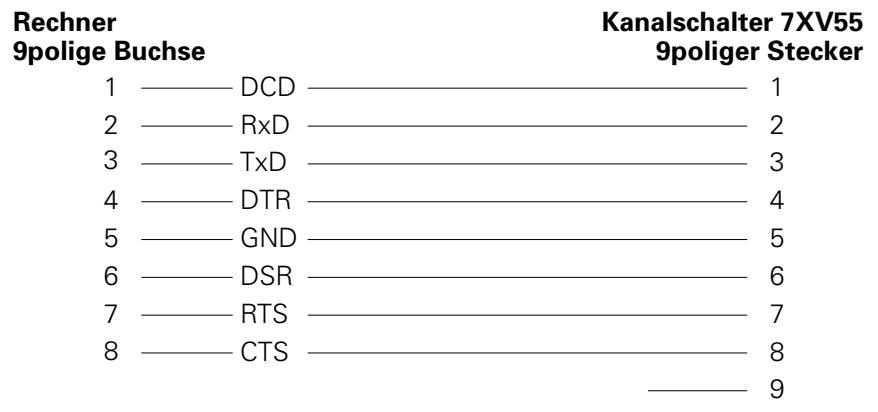 Rechner Kanalschalter 7XV55
9polige Buchse 9poliger Stecker
1 DCD 1
2 RxD 2
3 TxD 3
4 DTR 4
5 GND 5
6 DSR 6
7 RTS 7
8 CTS 8
9